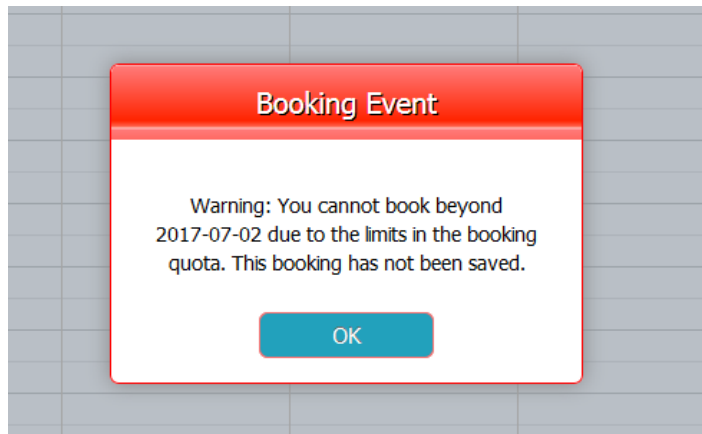 Booking Event
Warning: You cannot book beyond
2017-07-02 due to the limits in the booking
quota. This booking has not been saved.
OK